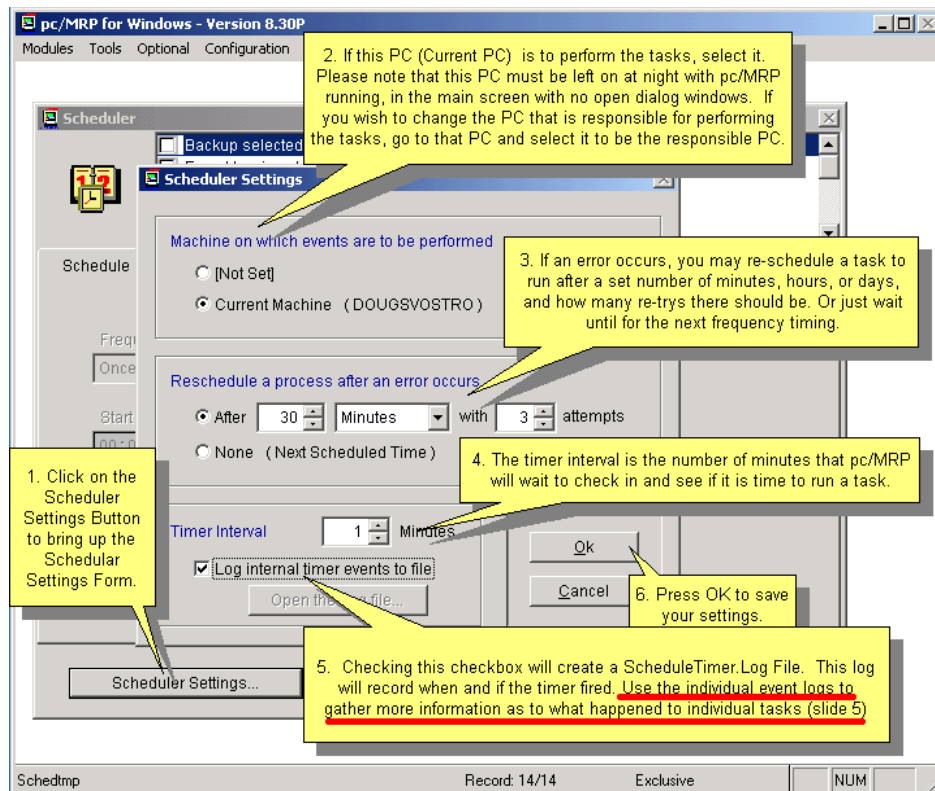 pc/MRP for Windows - Version 8.30P
Modules Tools Optional Configuration
2. If this PC (Current PC) is to perform the tasks, select it.
Please note that this PC must be left on at night with pc/MRP
running, in the main screen with no open dialog windows. If
you wish to change the PC that is responsible for performing
the tasks, go to that PC and select it to be the responsible PC.
Scheduler
Backup selected
Scheduler Settings
Machine on which events are to be performed
[Not Set]
Current Machine ( DOUGSVOSTRO )
3. If an error occurs, you may re-schedule a task to
run after a set number of minutes, hours, or days,
and how many re-trys there should be. Or just wait
until for the next frequency timing.
Schedule
Once
Start
Reschedule a process after an error occurs
After 30 Minutes with 3 attempts
None ( Next Scheduled Time )
4. The timer interval is the number of minutes that pc/MRP
will wait to check in and see if it is time to run a task.
1. Click on the
Scheduler
Settings Button
to bring up the
Schedular
Settings Form.
Timer Interval 1 Minutes
Log internal timer events to file
Ok
Cancel
6. Press OK to save
your settings.
5. Checking this checkbox will create a ScheduleTimer.Log File. This log
will record when and if the timer fired. Use the individual event logs to
gather more information as to what happened to individual tasks (slide 5)
Scheduler Settings...
Schedtmp Record: 14/14 Exclusive NUM